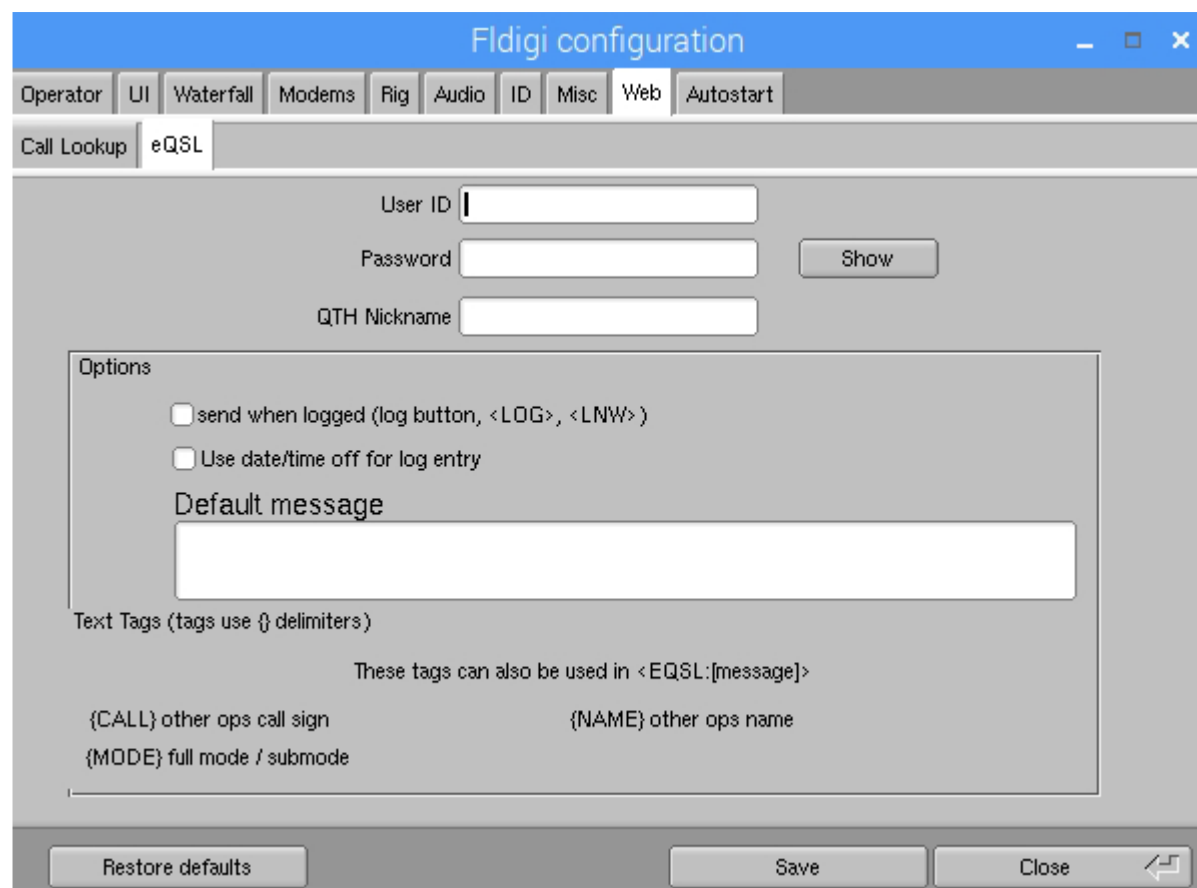 Fldigi configuration
Operator UI Waterfall Modems Rig Audio ID Misc Web Autostart
Call Lookup eQSL
User ID
Password Show
QTH Nickname
Options
send when logged (log button, <LOG>, <LNW>)
Use date/time off for log entry
Default message
Text Tags (tags use {} delimiters)
These tags can also be used in <EQSL:[message]>
{CALL} other ops call sign {NAME} other ops name
{MODE} full mode / submode
Restore defaults Save Close